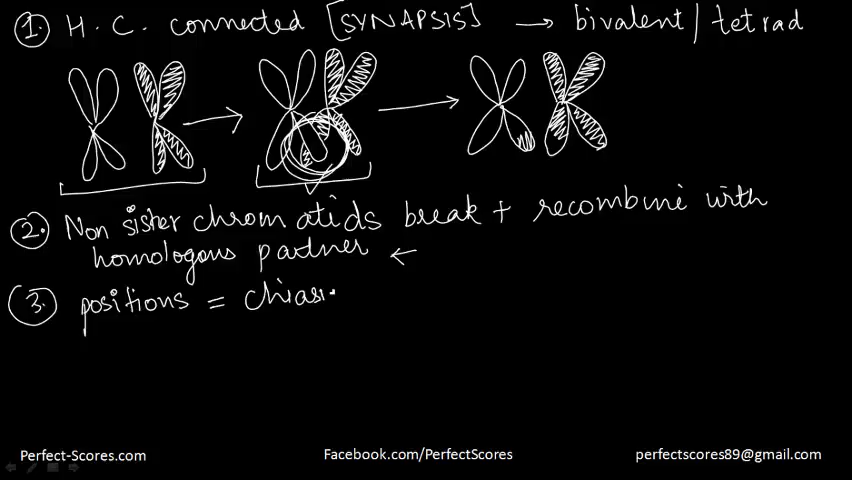 1. H.C. connected [SYNAPSIS] → bivalent/tetrad
2. Non sister chromatids break + recombine with
homologous partner ←
3. positions = chias
Perfect-Scores.com Facebook.com/PerfectScores perfectscores89@gmail.com